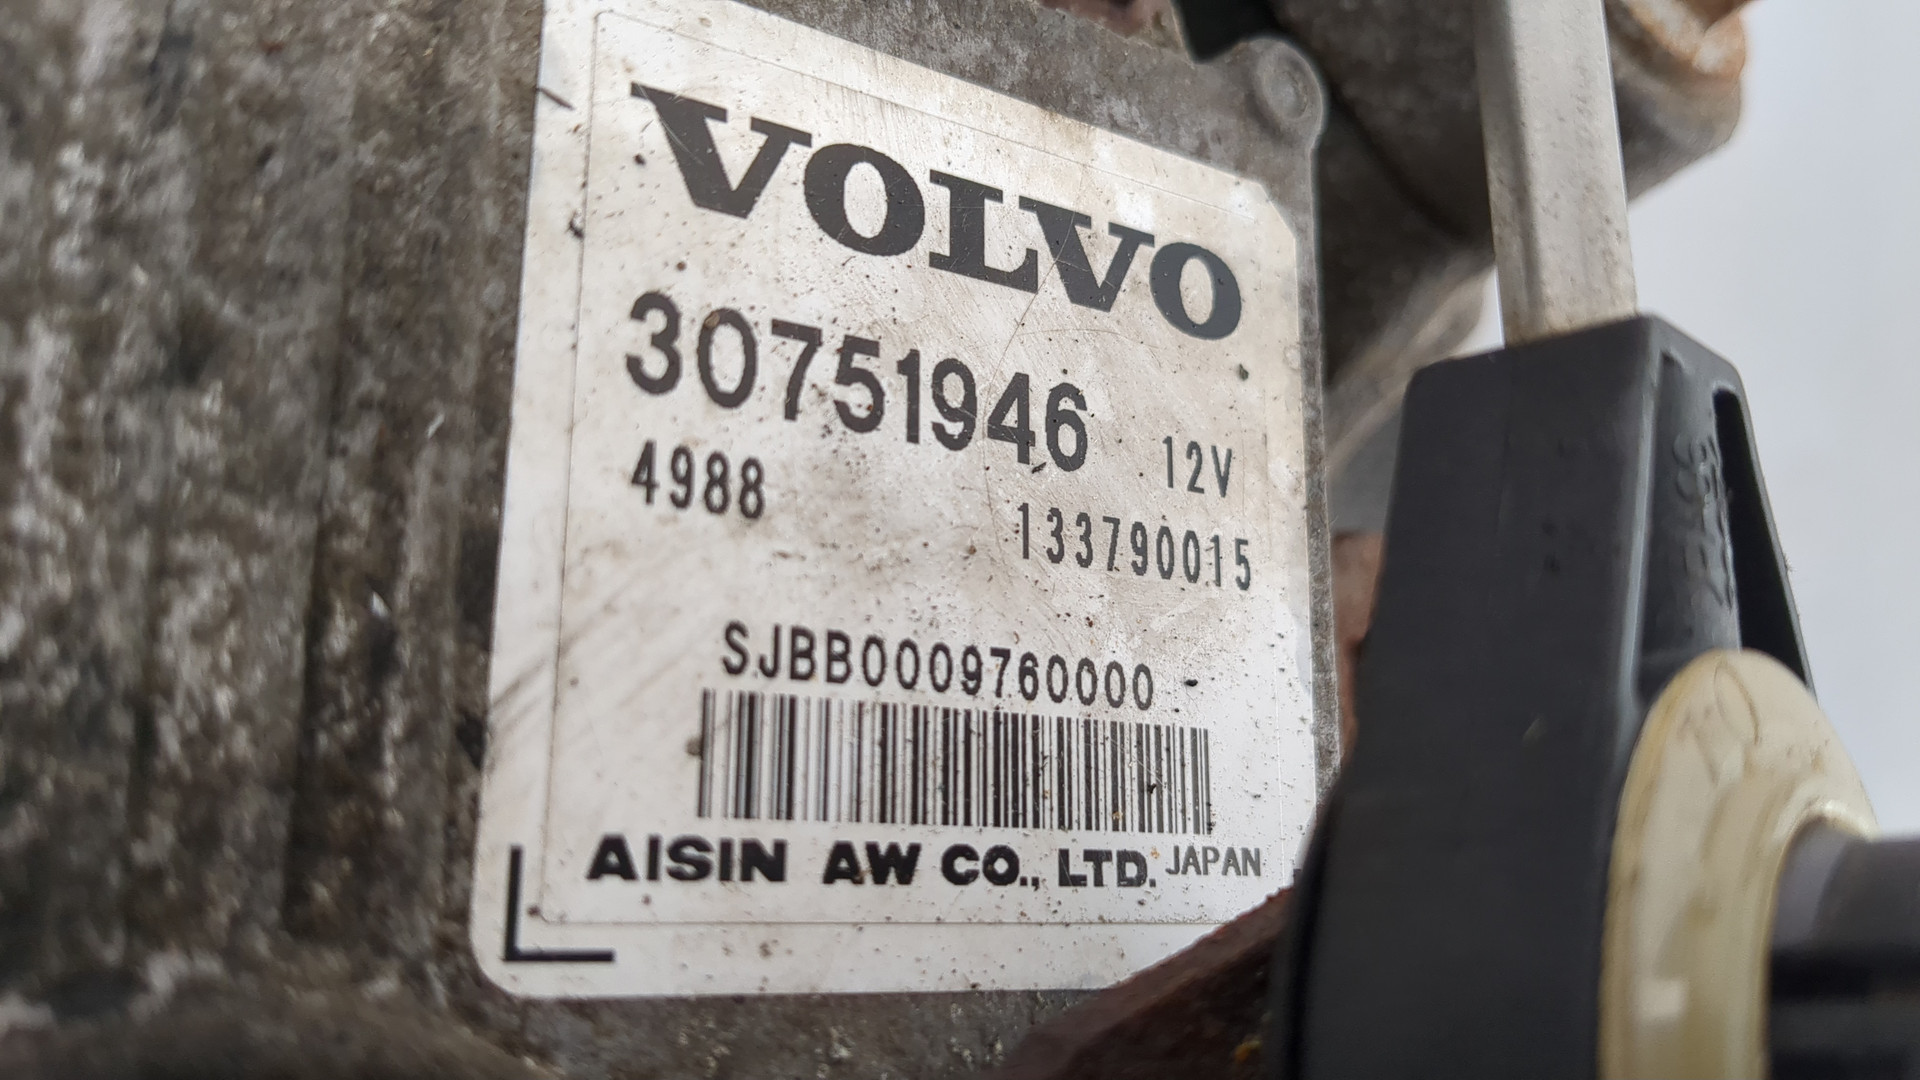 VOLVO
30751946 12V
4988
133790015
SJBB0009760000
AISIN AW CO., LTD. JAPAN